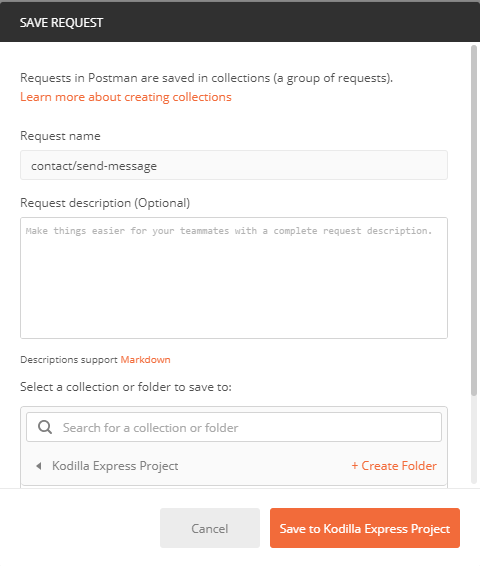 SAVE REQUEST
Requests in Postman are saved in collections (a group of requests).
Learn more about creating collections
Request name
contact/send-message
Request description (Optional)
Make things easier for your teammates with a complete request description.
Descriptions support Markdown
Select a collection or folder to save to:
Search for a collection or folder
Kodilla Express Project + Create Folder
Cancel Save to Kodilla Express Project